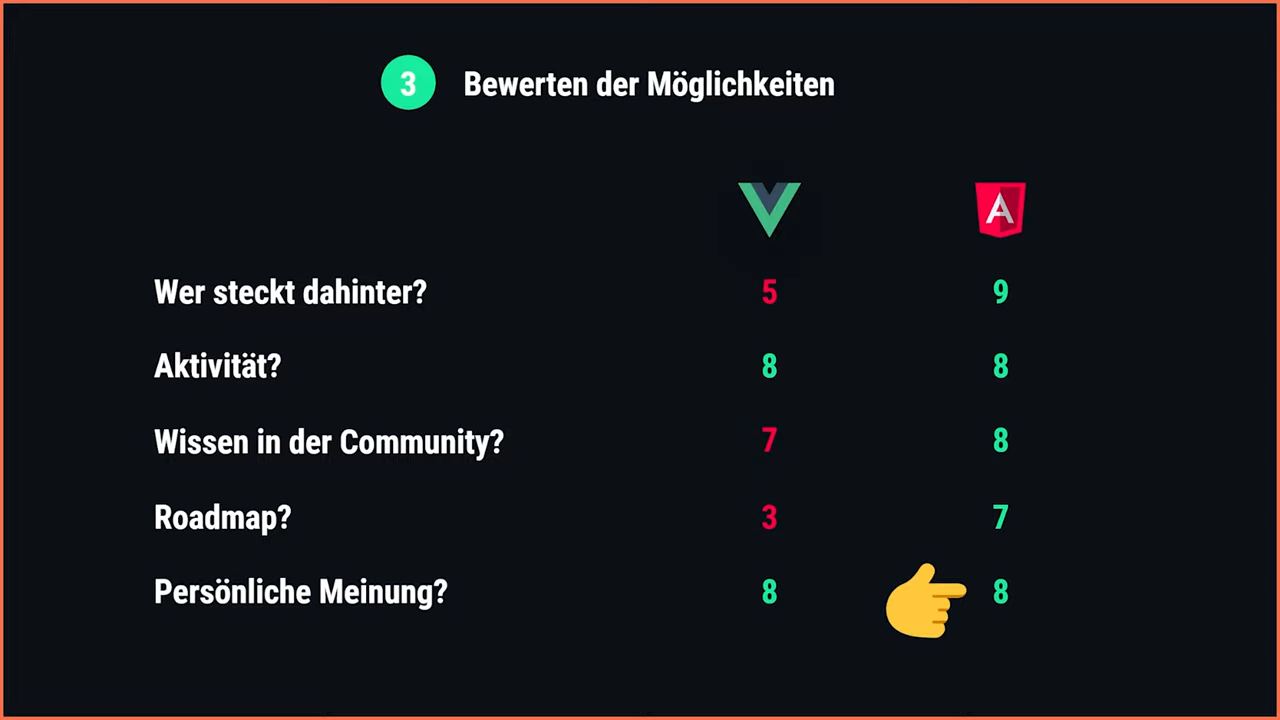 3 Bewerten der Möglichkeiten
A
Wer steckt dahinter? 5 9
Aktivität? 8 8
Wissen in der Community? 7 8
Roadmap? 3 7
Persönliche Meinung? 8 8